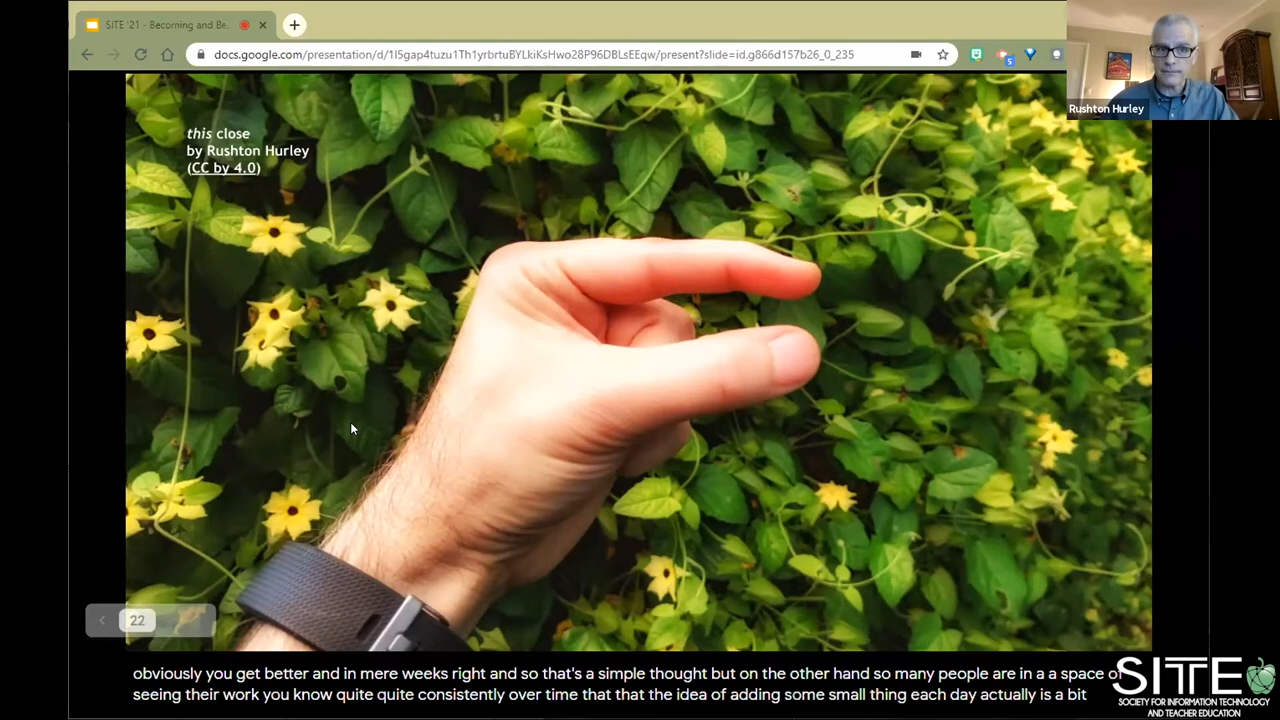 SITE '21 - Becoming and Be
docs.google.com/presentation/d/1I5gap4tuzu1Th1yrbrtuBYLkiKsHwo28P96DBLsEEqw/present?slide=id.g866d157b26_0_235
5
Rushton Hurley
this close
by Rushton Hurley
(CC by 4.0)
22
obviously you get better and in mere weeks right and so that's a simple thought but on the other hand so many people are in a a space of
seeing their work you know quite quite consistently over time that that the idea of adding some small thing each day actually is a bit
SITE
SOCIETY FOR INFORMATION TECHNOLOGY
AND TEACHER EDUCATION